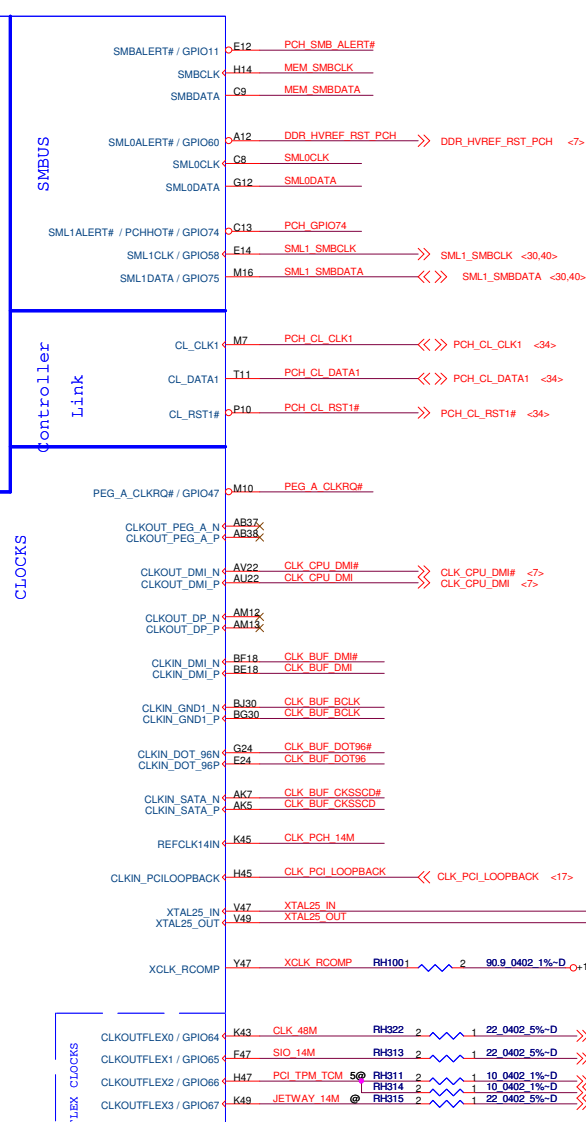 SMBUS
SMBALERT# / GPIO11 E12 PCH_SMB_ALERT#
SMBCLK H14 MEM_SMBCLK
SMBDATA C9 MEM_SMBDATA
SML0ALERT# / GPIO60 A12 DDR_HVREF_RST_PCH DDR_HVREF_RST_PCH <7>
SML0CLK C8 SML0CLK
SML0DATA G12 SML0DATA
SML1ALERT# / PCHHOT# / GPIO74 C13 PCH_GPIO74
SML1CLK / GPIO58 E14 SML1_SMBCLK SML1_SMBCLK <30,40>
SML1DATA / GPIO75 M16 SML1_SMBDATA SML1_SMBDATA <30,40>
Controller
Link
CL_CLK1 M7 PCH_CL_CLK1 PCH_CL_CLK1 <34>
CL_DATA1 T11 PCH_CL_DATA1 PCH_CL_DATA1 <34>
CL_RST1# P10 PCH_CL_RST1# PCH_CL_RST1# <34>
CLOCKS
PEG_A_CLKRQ# / GPIO47 M10 PEG_A_CLKRQ#
CLKOUT_PEG_A_N AB37
CLKOUT_PEG_A_P AB38
CLKOUT_DMI_N AV22 CLK_CPU_DMI# CLK_CPU_DMI# <7>
CLKOUT_DMI_P AU22 CLK_CPU_DMI CLK_CPU_DMI <7>
CLKOUT_DP_N AM12
CLKOUT_DP_P AM13
CLKIN_DMI_N BF18 CLK_BUF_DMI#
CLKIN_DMI_P BE18 CLK_BUF_DMI
CLKIN_GND1_N BJ30 CLK_BUF_BCLK
CLKIN_GND1_P BG30 CLK_BUF_BCLK
CLKIN_DOT_96N G24 CLK_BUF_DOT96#
CLKIN_DOT_96P E24 CLK_BUF_DOT96
CLKIN_SATA_N AK7 CLK_BUF_CKSSCD#
CLKIN_SATA_P AK5 CLK_BUF_CKSSCD
REFCLK14IN K45 CLK_PCH_14M
CLKIN_PCILOOPBACK H45 CLK_PCI_LOOPBACK CLK_PCI_LOOPBACK <17>
XTAL25_IN V47 XTAL25_IN
XTAL25_OUT V49 XTAL25_OUT
XCLK_RCOMP Y47 XCLK_RCOMP RH100 1 2 90.9_0402_1%~D +1
FLEX CLOCKS
CLKOUTFLEX0 / GPIO64 K43 CLK_48M RH322 2 1 22_0402_5%~D
CLKOUTFLEX1 / GPIO65 F47 SIO_14M RH313 2 1 22_0402_5%~D
CLKOUTFLEX2 / GPIO66 H47 PCI_TPM_TCM 5@ RH311 2 1 10_0402_1%~D
RH314 2 1 10_0402_1%~D
CLKOUTFLEX3 / GPIO67 K49 JETWAY_14M @ RH315 2 1 22_0402_5%~D